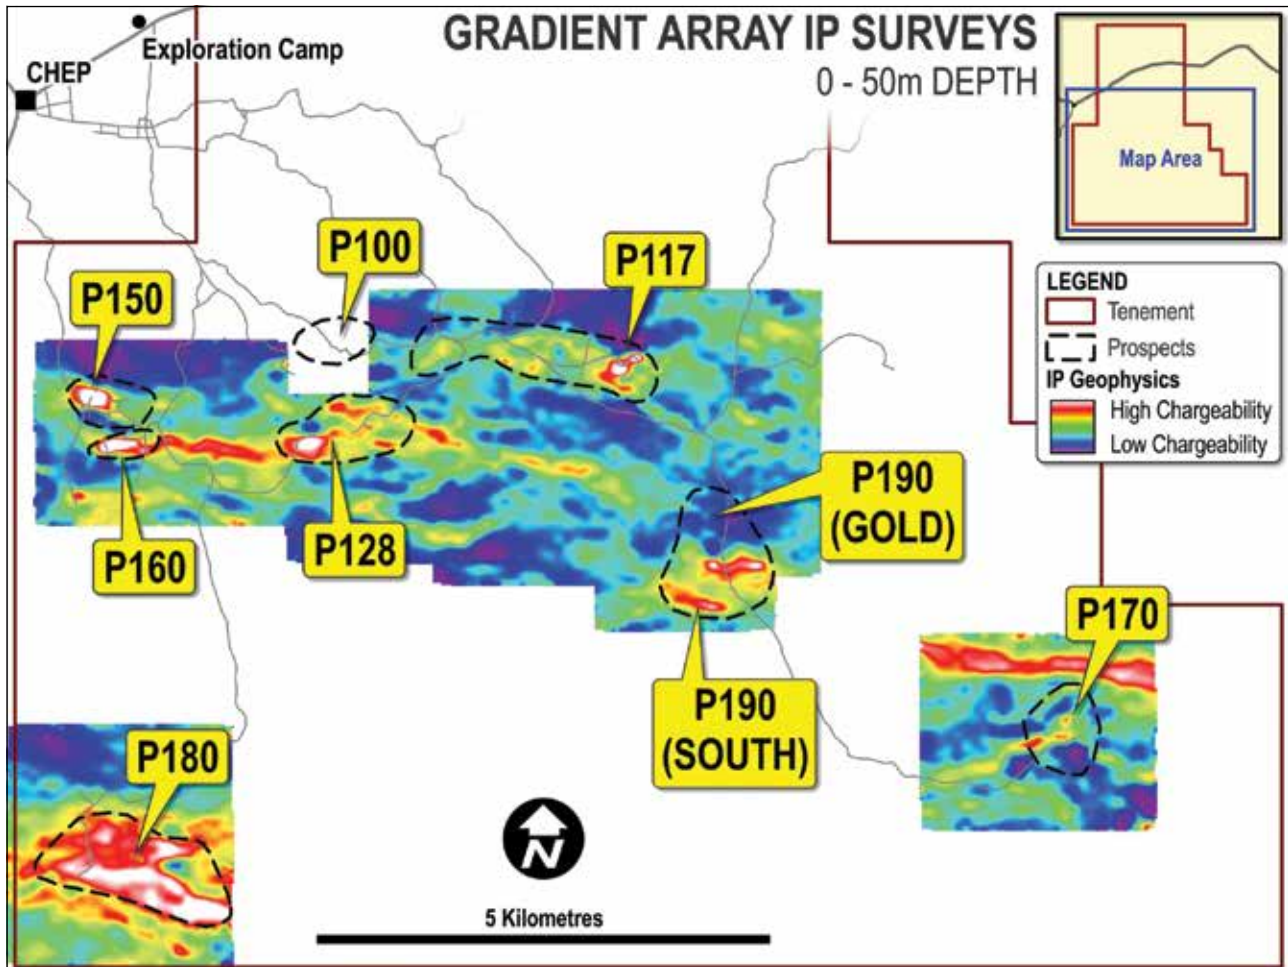 GRADIENT ARRAY IP SURVEYS
0 - 50m DEPTH
Exploration Camp
CHEP
Map Area
P100
P117
P150
LEGEND
Tenement
Prospects
IP Geophysics
High Chargeability
Low Chargeability
P190
(GOLD)
P128
P160
P170
P190
(SOUTH)
P180
N
5 Kilometres